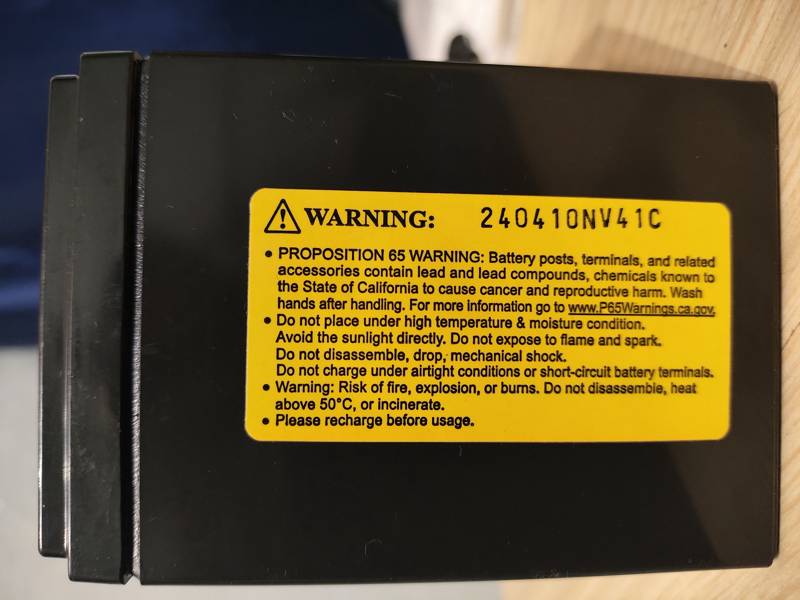 WARNING: 240410NV41C
• PROPOSITION 65 WARNING: Battery posts, terminals, and related
accessories contain lead and lead compounds, chemicals known to
the State of California to cause cancer and reproductive harm. Wash
hands after handling. For more information go to www.P65Warnings.ca.gov.
• Do not place under high temperature & moisture condition.
Avoid the sunlight directly. Do not expose to flame and spark.
Do not disassemble, drop, mechanical shock.
Do not charge under airtight conditions or short-circuit battery terminals.
• Warning: Risk of fire, explosion, or burns. Do not disassemble, heat
above 50°C, or incinerate.
• Please recharge before usage.